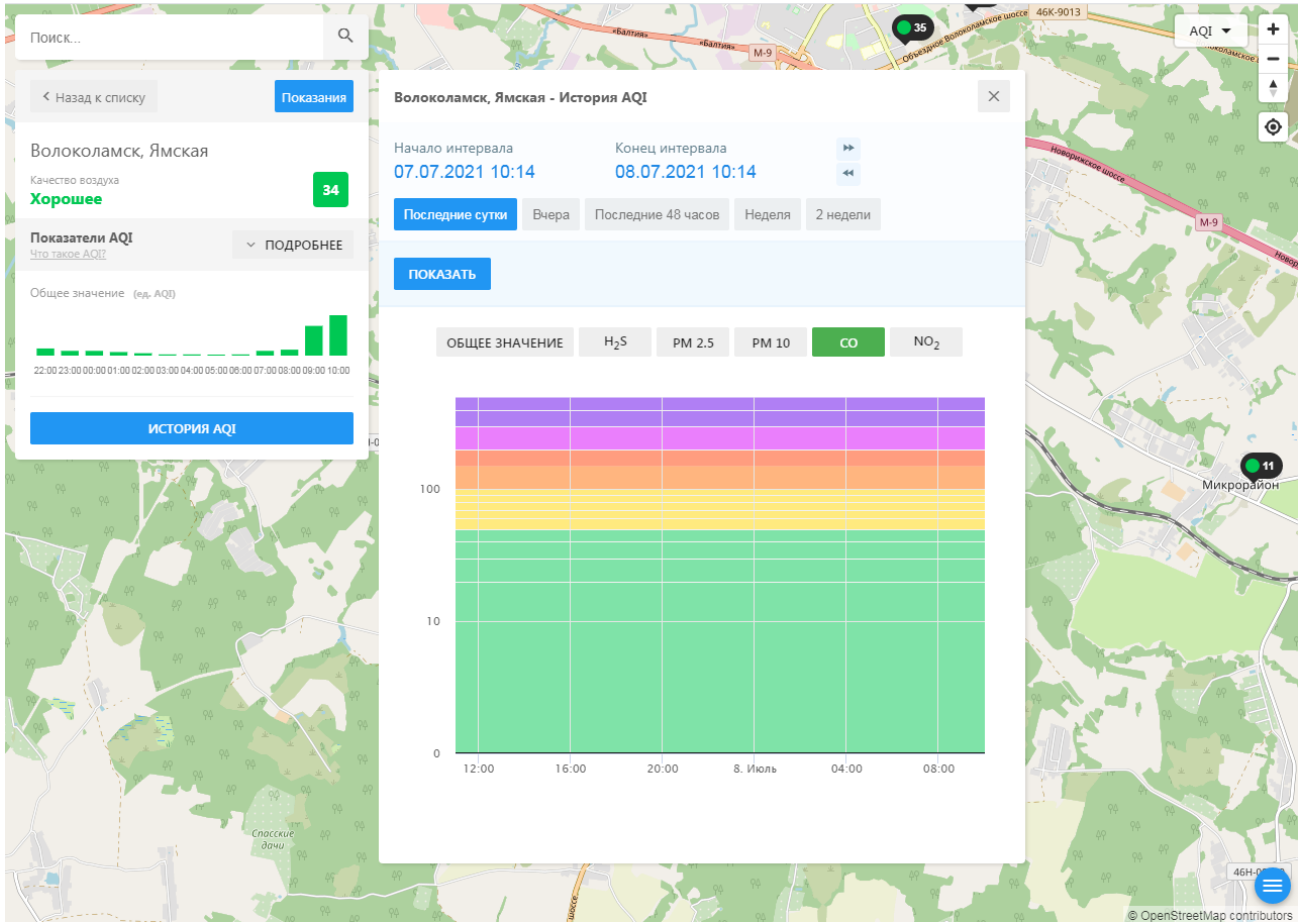 46К-9013
Поиск...
«Балтия»
«Балтия»
М-9
35
Объездное Волоколамское шоссе
AQI
Назад к списку
Показания
Волоколамск, Ямская
Качество воздуха
Хорошее
34
Показатели AQI
Что такое AQI?
ПОДРОБНЕЕ
Общее значение (ед. AQI)
22:00 23:00 00:00 01:00 02:00 03:00 04:00 05:00 06:00 07:00 08:00 09:00 10:00
ИСТОРИЯ AQI
Волоколамск, Ямская - История AQI
Начало интервала
Конец интервала
07.07.2021 10:14
08.07.2021 10:14
Последние сутки
Вчера
Последние 48 часов
Неделя
2 недели
ПОКАЗАТЬ
ОБЩЕЕ ЗНАЧЕНИЕ
H₂S
PM 2.5
PM 10
CO
NO₂
100
10
0
12:00
16:00
20:00
8. Июль
04:00
08:00
Новорижское шоссе
М-9
11
Микрорайон
Спасские
дачи
шоссе
© OpenStreetMap contributors